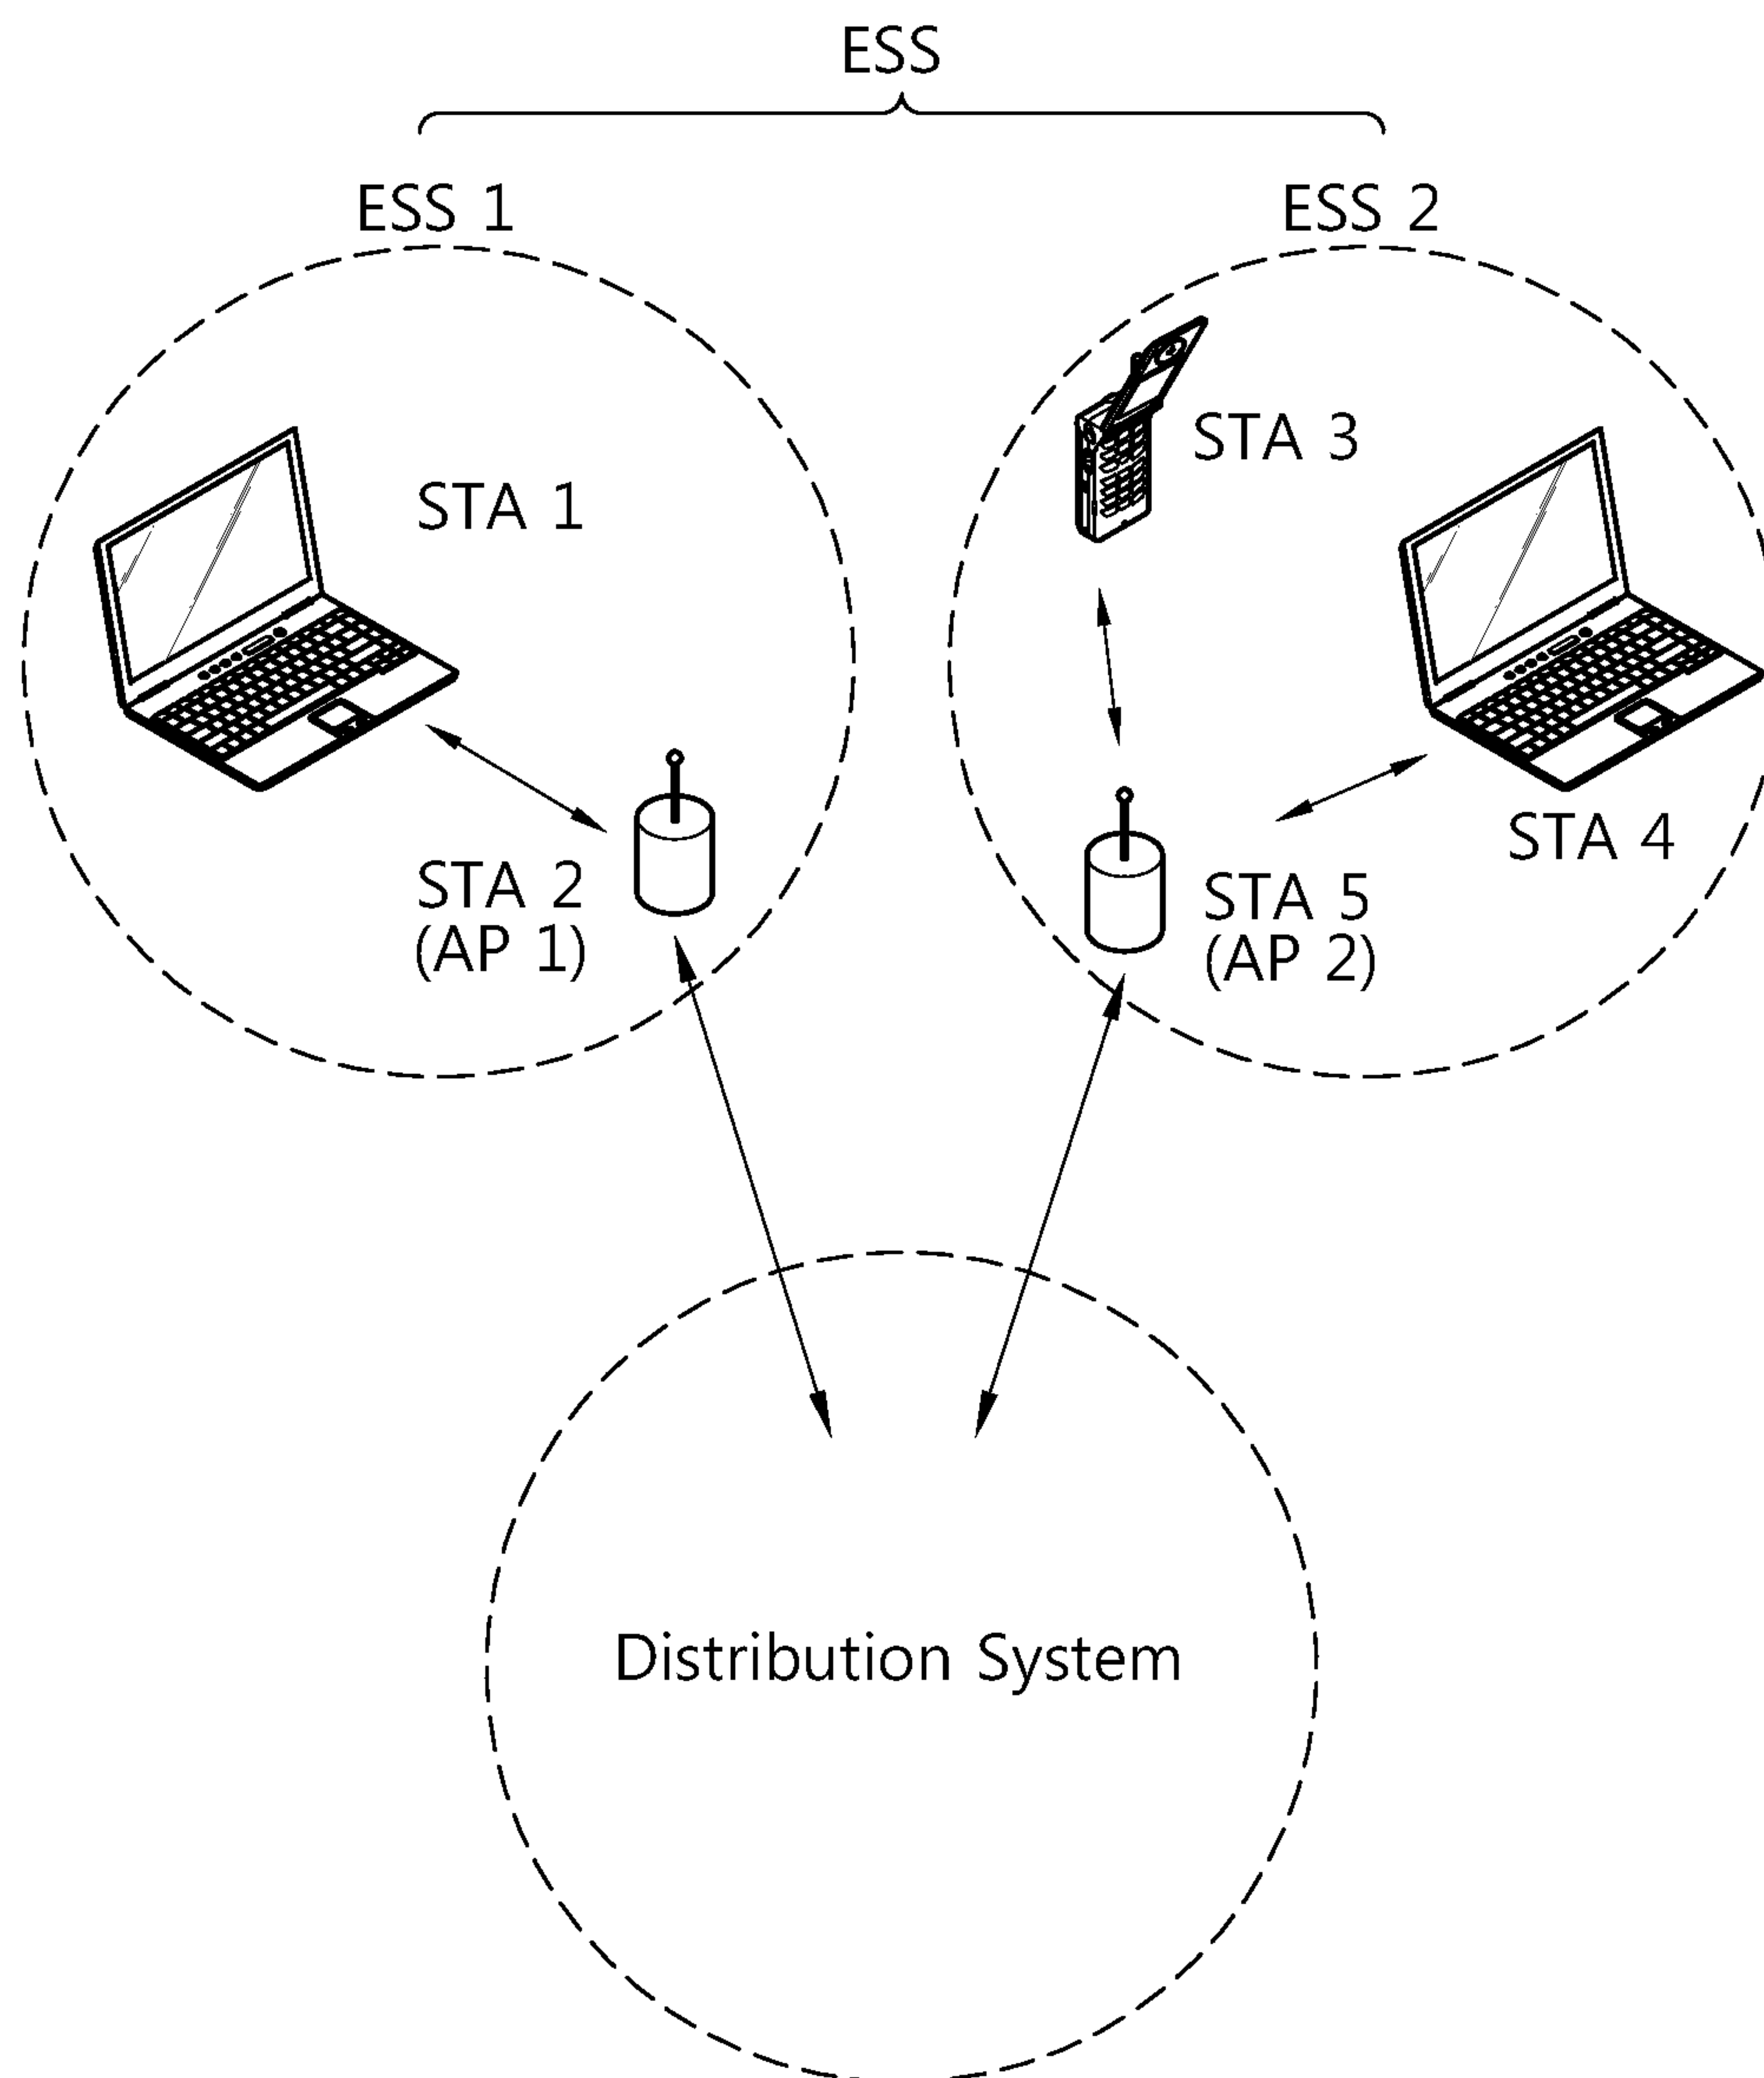 ESS
ESS 1
ESS 2
STA 1
STA 3
STA 4
STA 2
(AP 1)
STA 5
(AP 2)
Distribution System